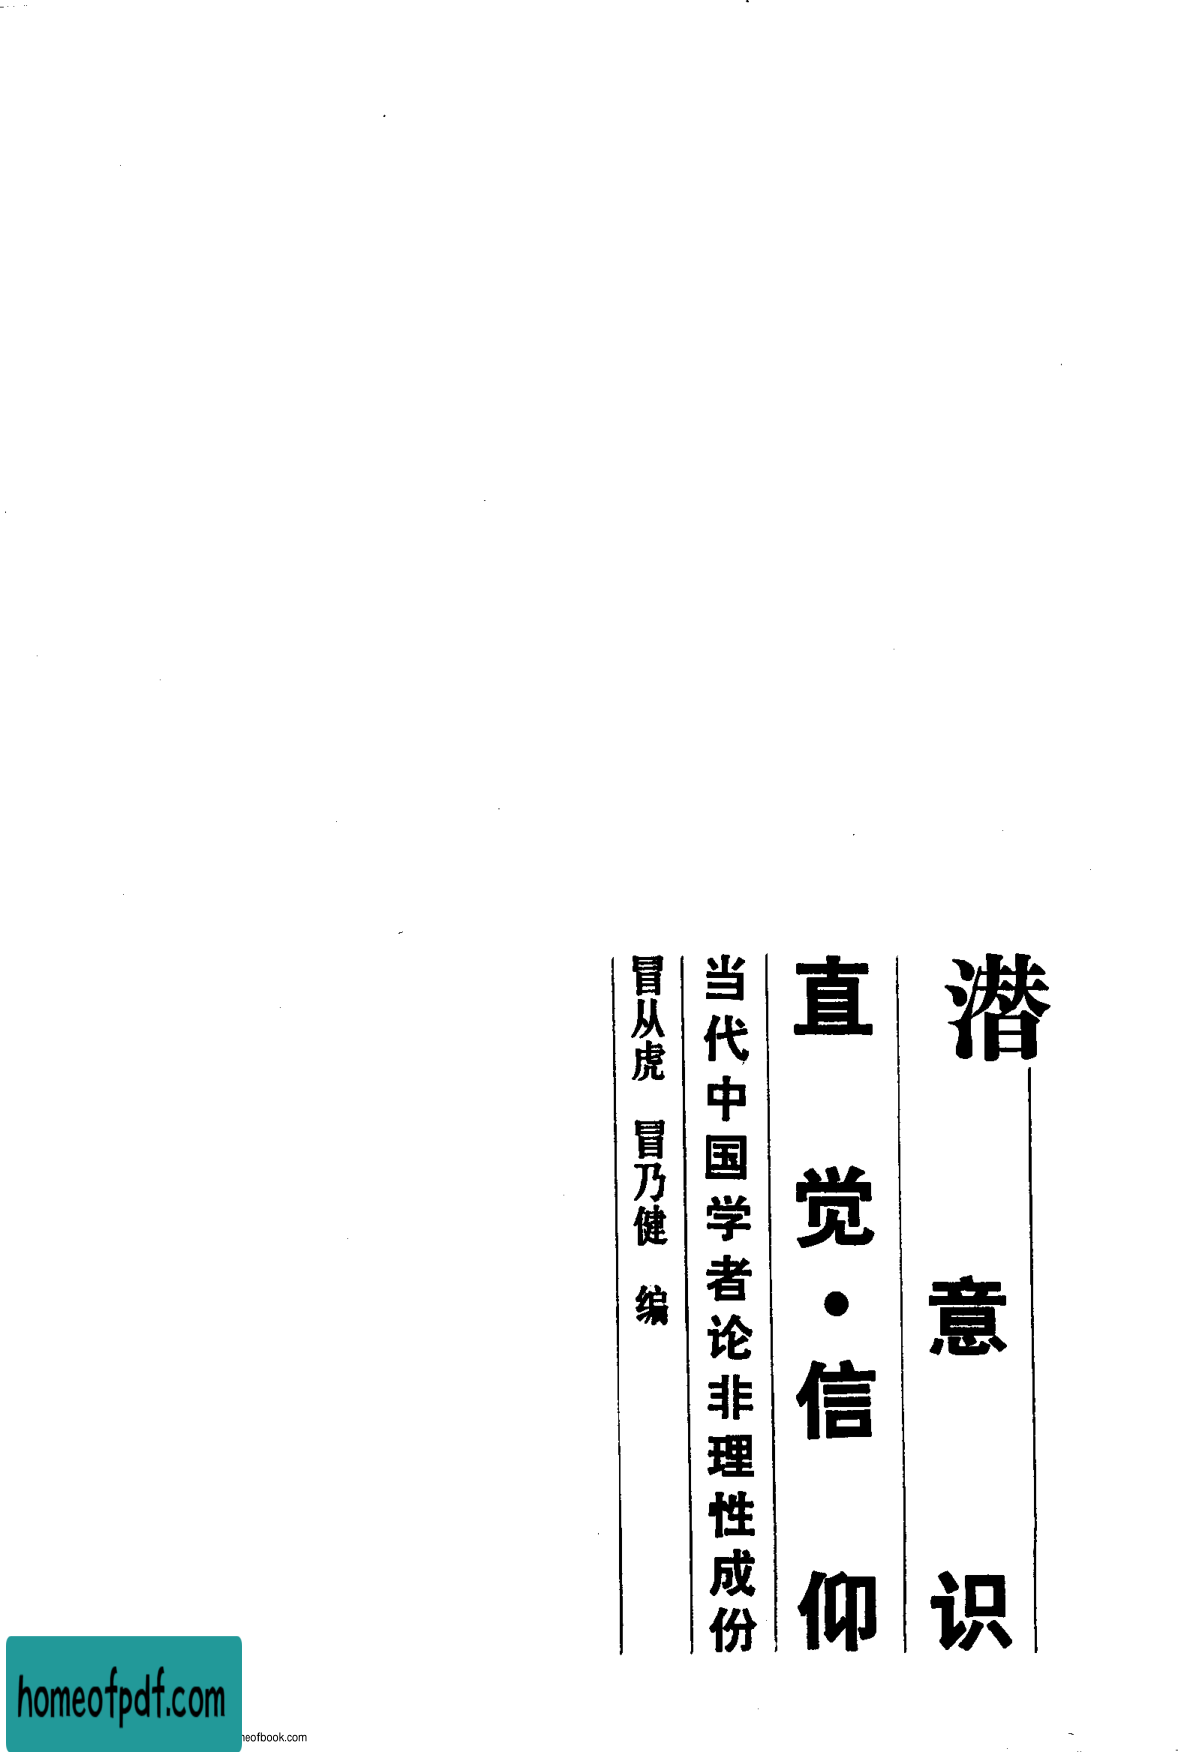 潜意识
直觉·信仰
当代中国学者论非理性成份
冒从虎 冒乃健 编
homeofpdf.com
eofbook.com